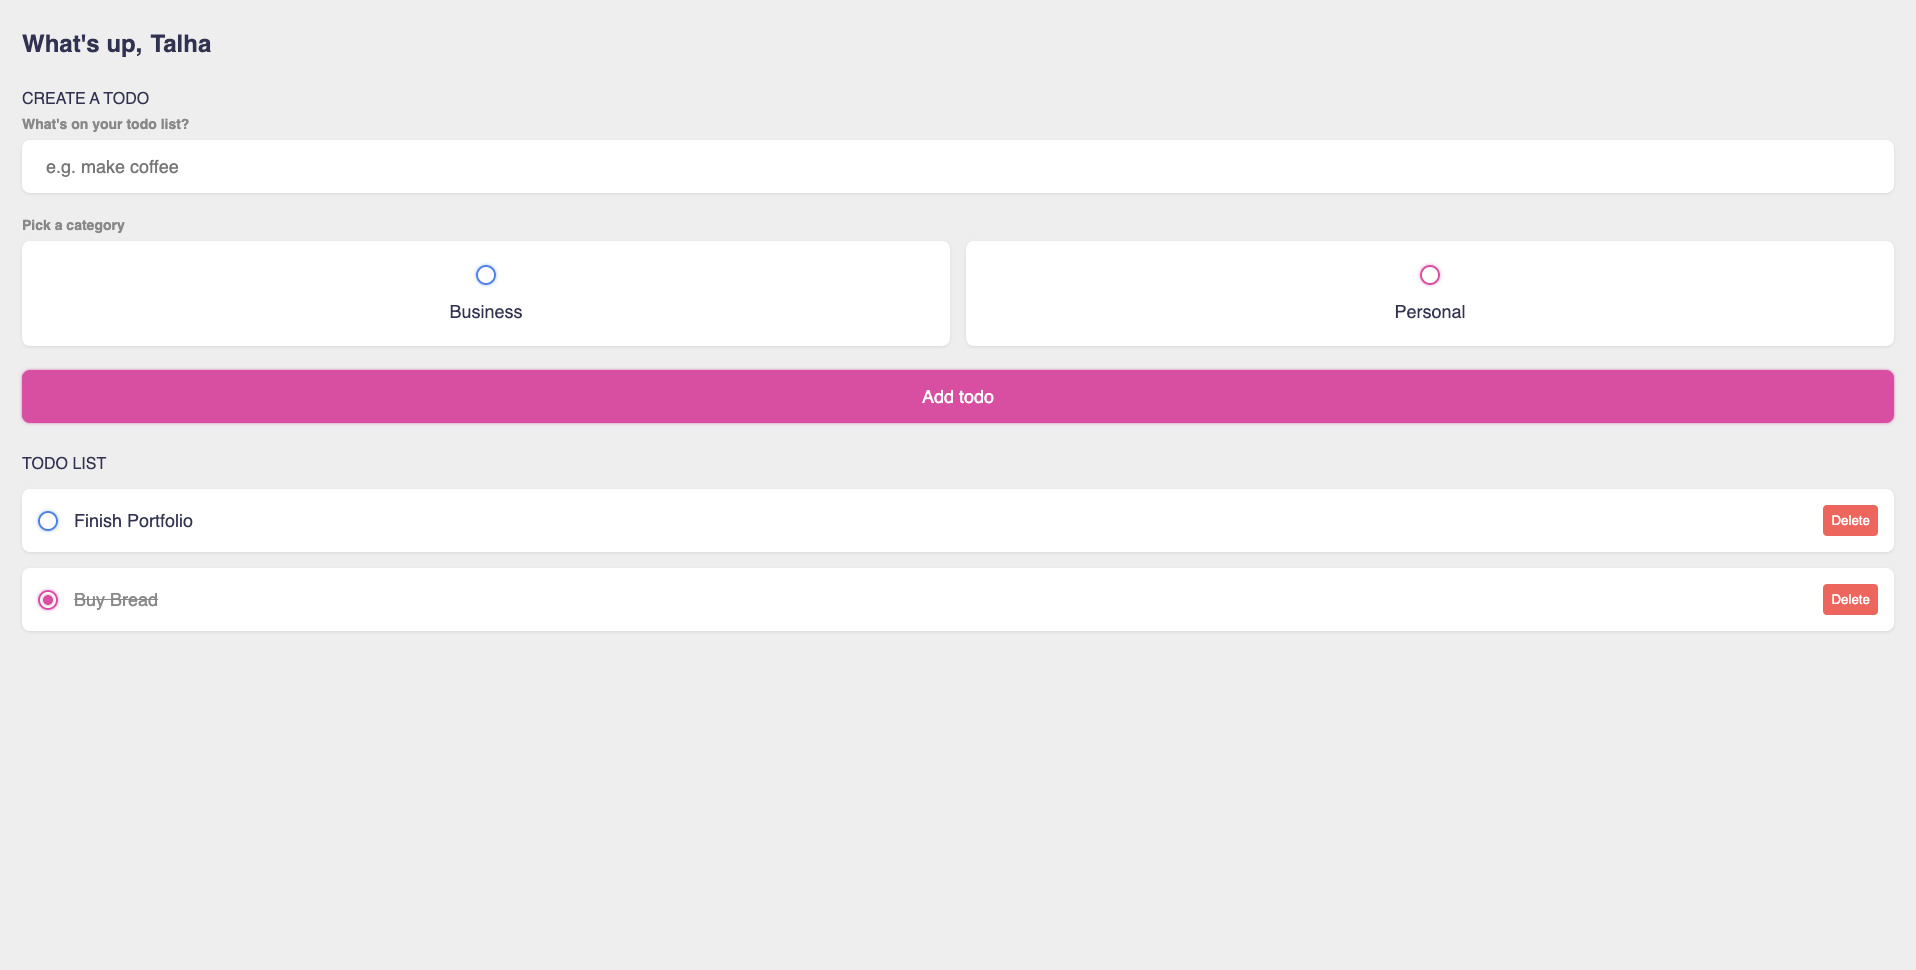 What's up, Talha
CREATE A TODO
What's on your todo list?
e.g. make coffee
Pick a category
Business
Personal
Add todo
TODO LIST
Finish Portfolio
Delete
Buy Bread
Delete